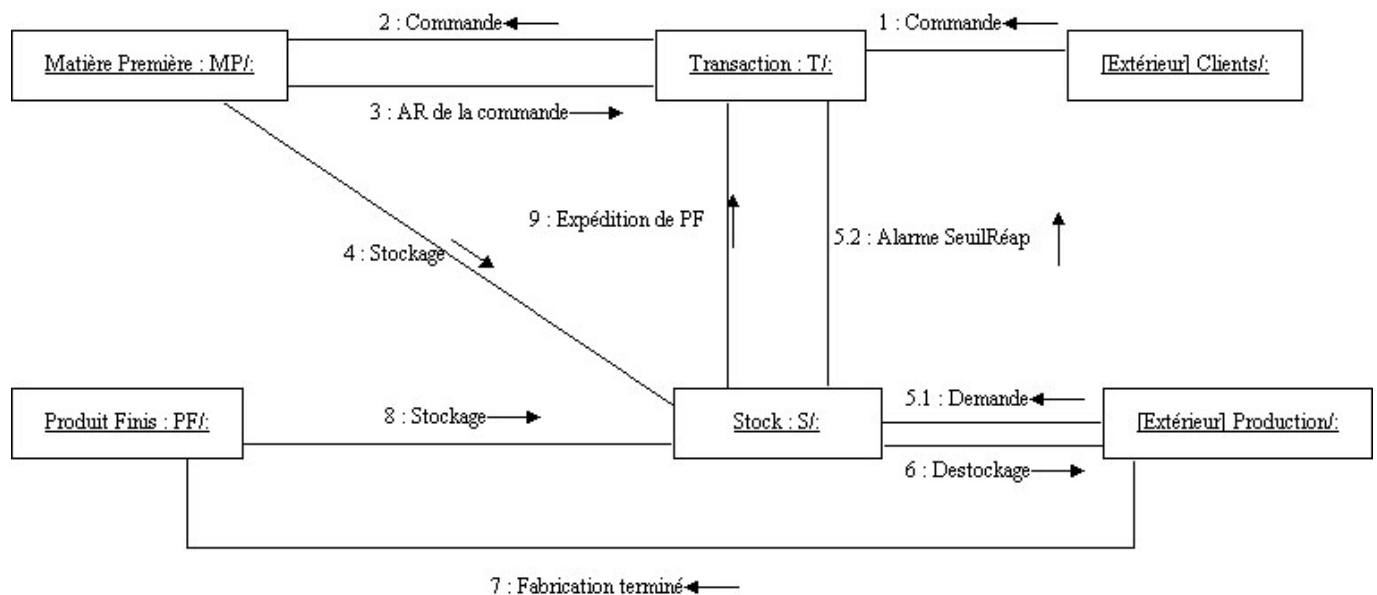 2 : Commande
1 : Commande
Matière Première : MP/:
Transaction : T/:
[Extérieur] Clients/:
3 : AR de la commande
9 : Expédition de PF
5.2 : Alarme SeuilRéap
4 : Stockage
Produit Finis : PF/:
8 : Stockage
Stock : S/:
5.1 : Demande
[Extérieur] Production/:
6 : Destockage
7 : Fabrication terminé